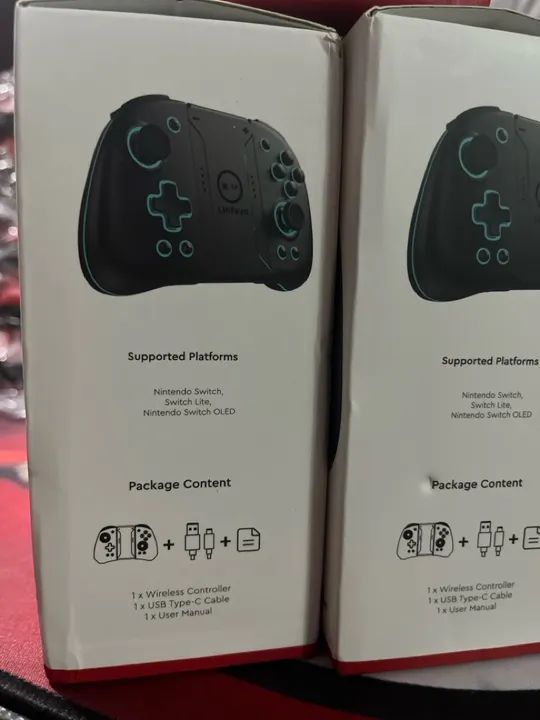 Supported Platforms
Nintendo Switch,
Switch Lite,
Nintendo Switch OLED
Package Content
1 x Wireless Controller
1 x USB Type-C Cable
1 x User Manual
Supported Platforms
Nintendo Switch,
Switch Lite,
Nintendo Switch OLED
Package Content
1 x Wireless Controller
1 x USB Type-C Cable
1 x User Manual